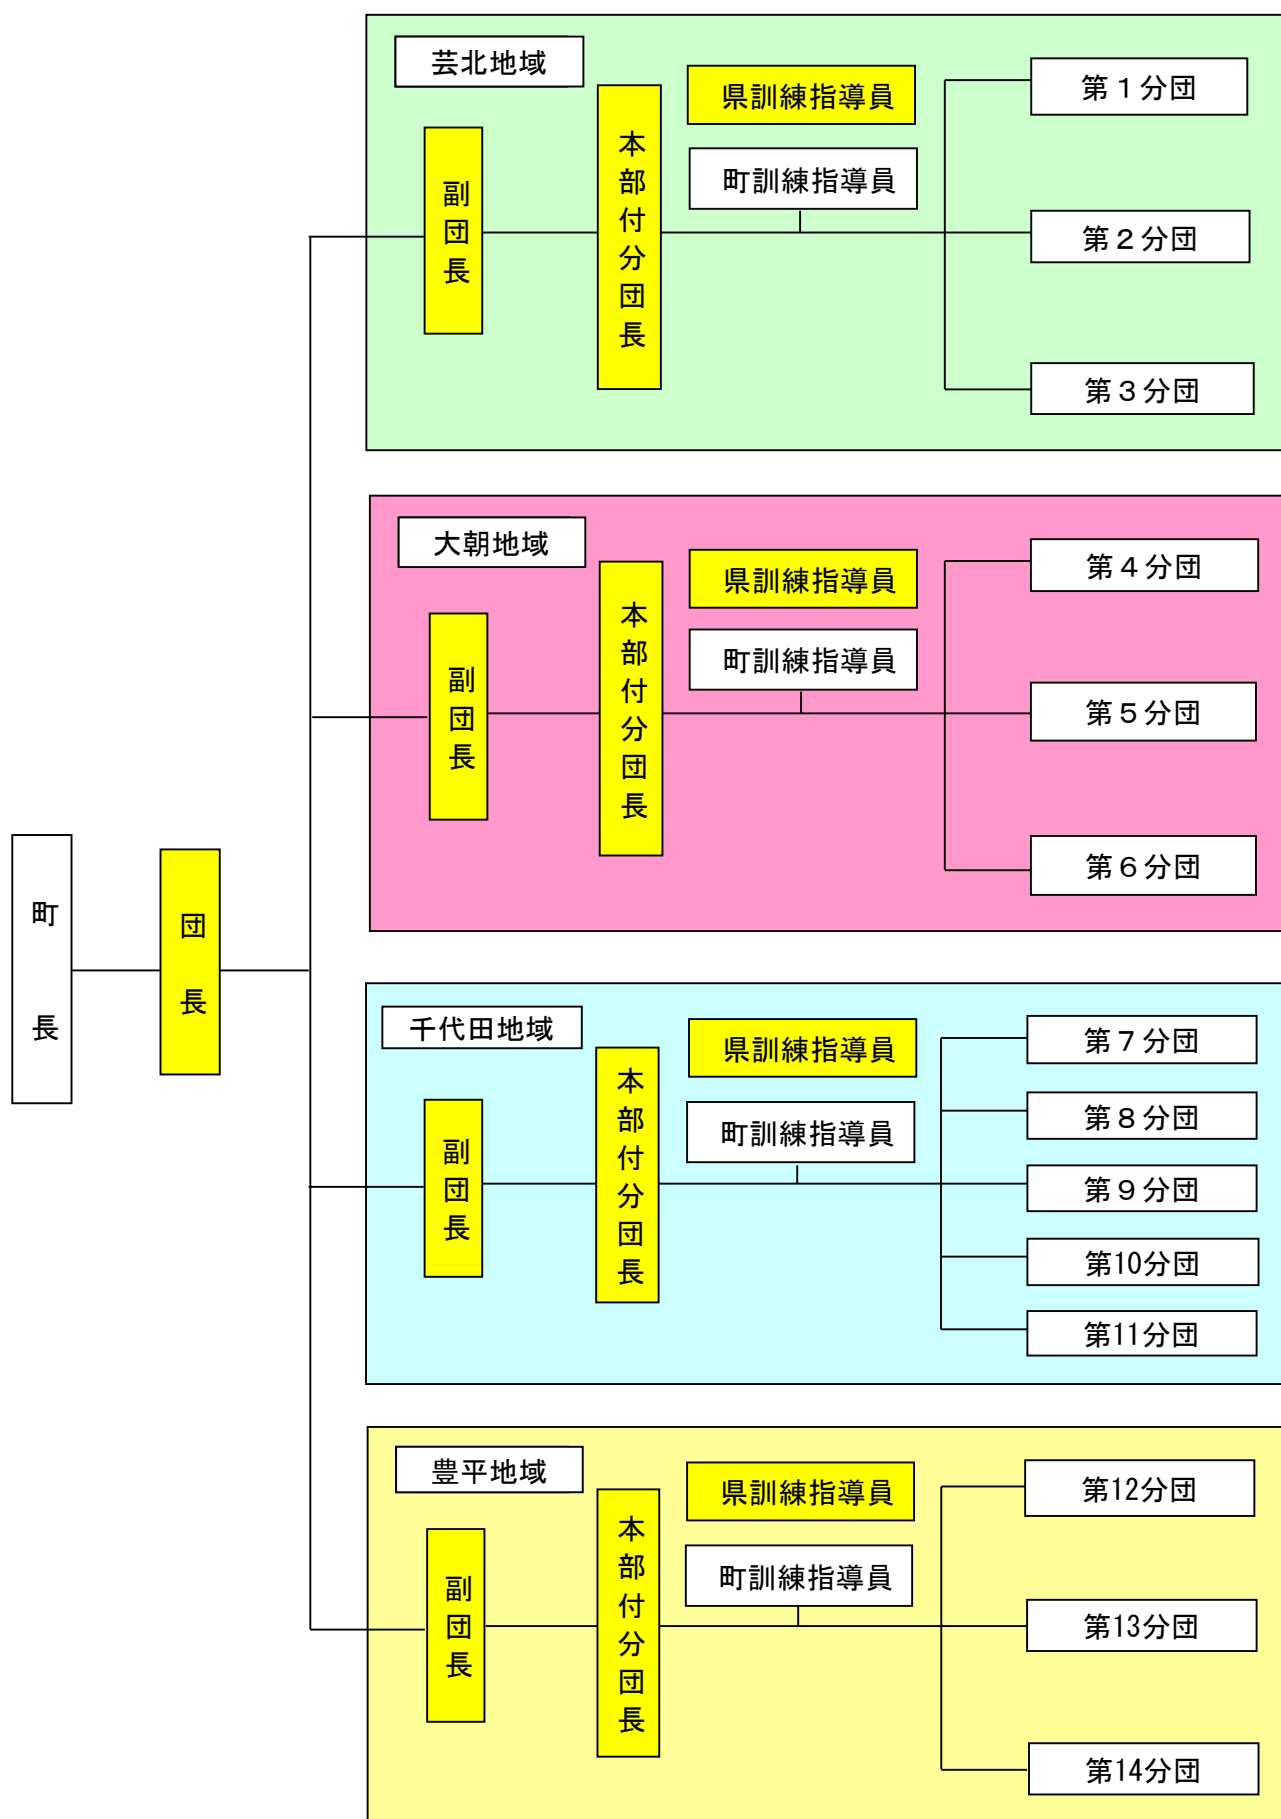 町長
団長
芸北地域
副団長
本部付分団長
県訓練指導員
町訓練指導員
第１分団
第２分団
第３分団
大朝地域
副団長
本部付分団長
県訓練指導員
町訓練指導員
第４分団
第５分団
第６分団
千代田地域
副団長
本部付分団長
県訓練指導員
町訓練指導員
第７分団
第８分団
第９分団
第10分団
第11分団
豊平地域
副団長
本部付分団長
県訓練指導員
町訓練指導員
第12分団
第13分団
第14分団